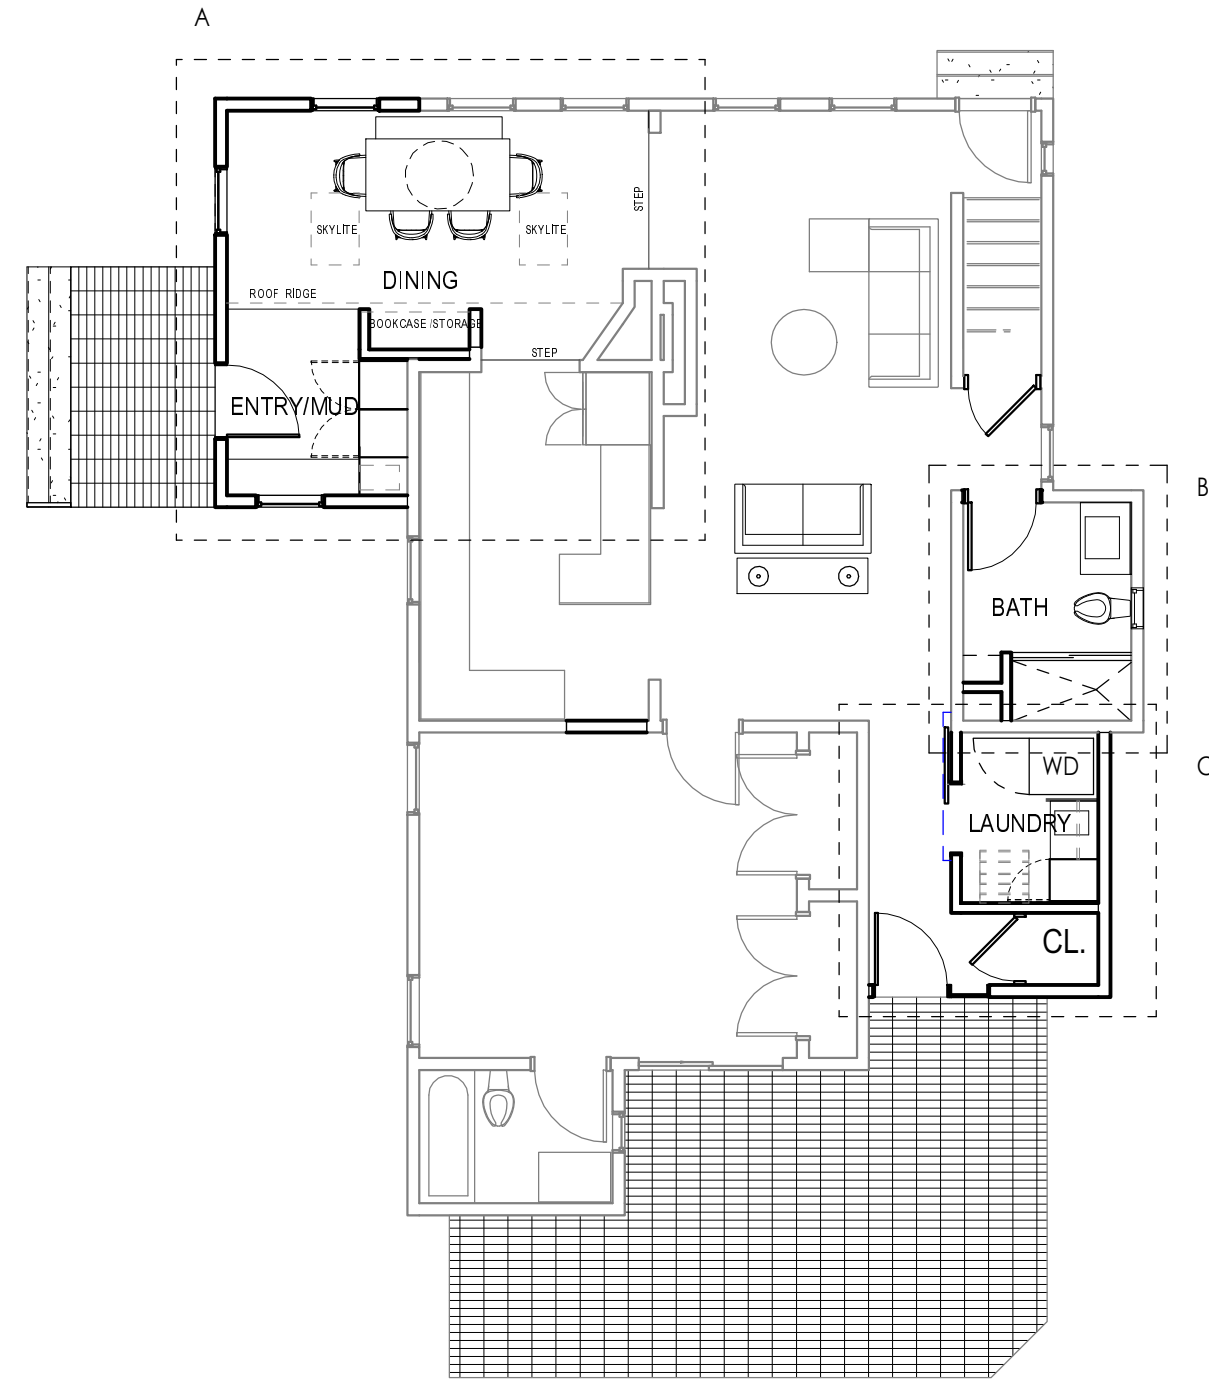 A
STEP
SKYLITE
SKYLITE
DINING
ROOF RIDGE
BOOKCASE/STORAGE
STEP
ENTRY/MUD
B
BATH
WD
C
LAUNDRY
CL.